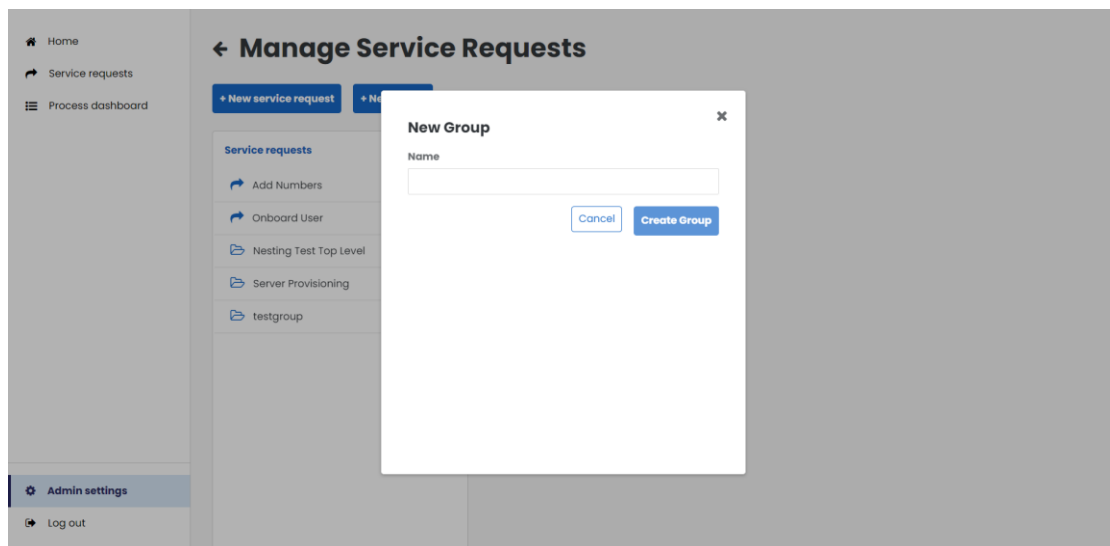 Home
Service requests
Process dashboard
Admin settings
Log out
Manage Service Requests
+ New service request
+ Ne
Service requests
Add Numbers
Onboard User
Nesting Test Top Level
Server Provisioning
testgroup
New Group
Name
Cancel
Create Group